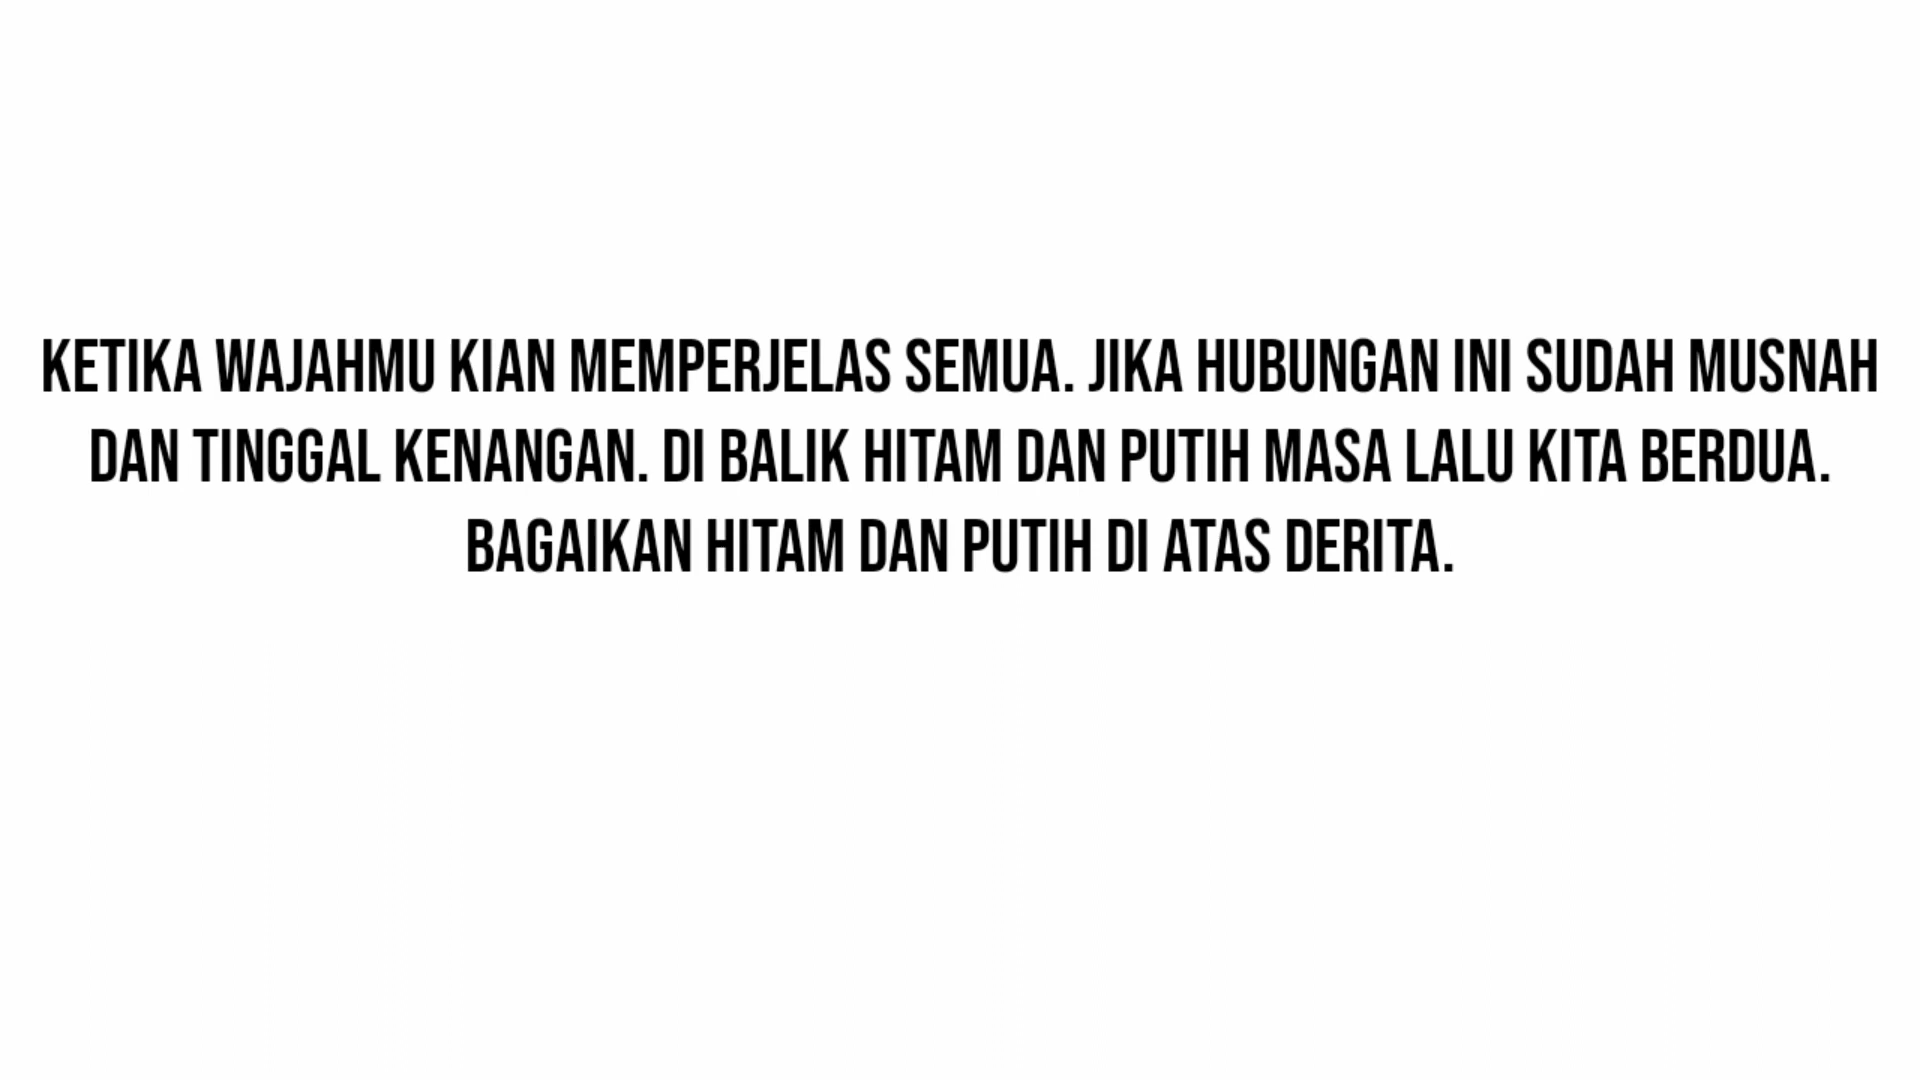 KETIKA WAJAHMU KIAN MEMPERJELAS SEMUA. JIKA HUBUNGAN INI SUDAH MUSNAH
DAN TINGGAL KENANGAN. DI BALIK HITAM DAN PUTIH MASA LALU KITA BERDUA.
BAGAIKAN HITAM DAN PUTIH DI ATAS DERITA.